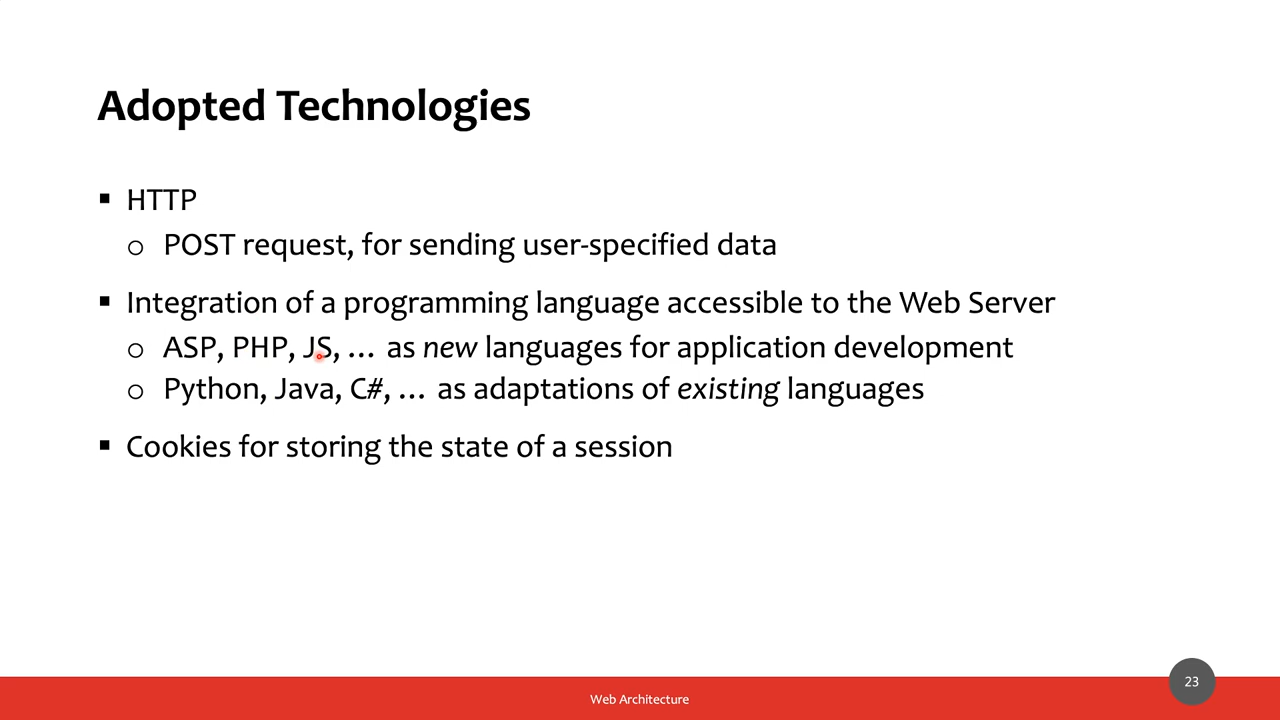 Adopted Technologies
▪ HTTP
o POST request, for sending user-specified data
▪ Integration of a programming language accessible to the Web Server
o ASP, PHP, JS, … as new languages for application development
o Python, Java, C#, … as adaptations of existing languages
▪ Cookies for storing the state of a session
23
Web Architecture